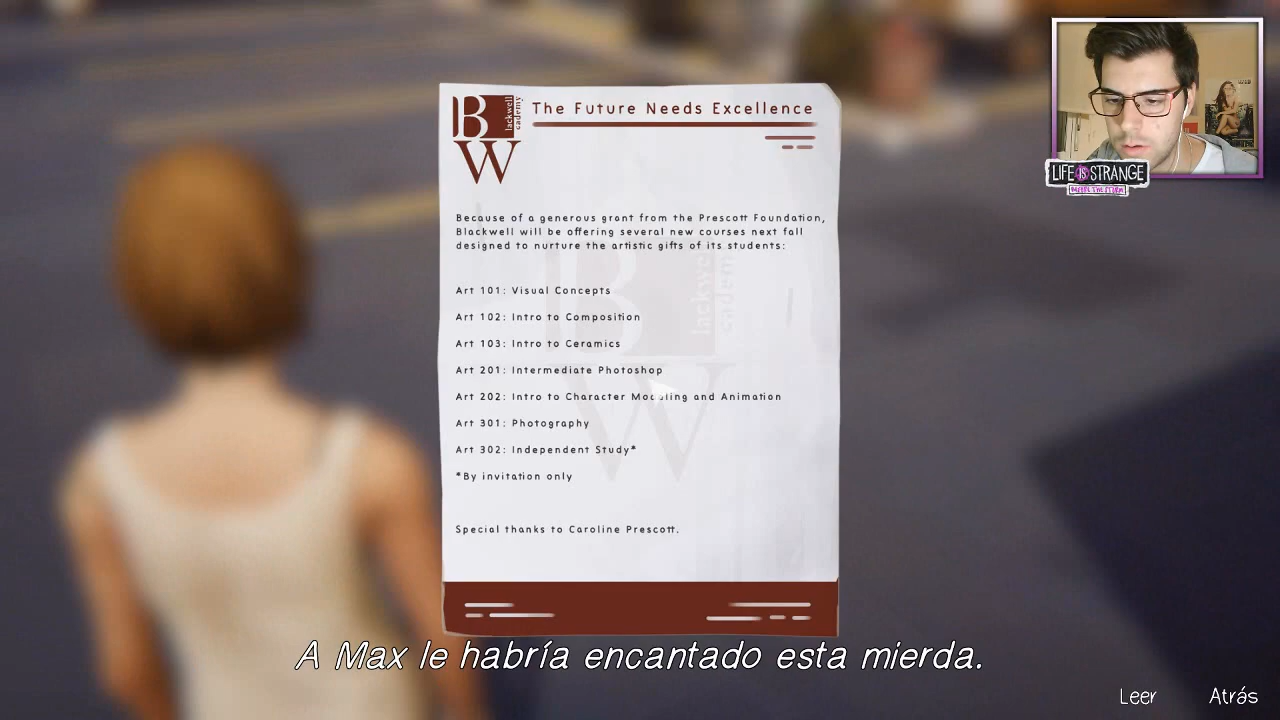 BW
lackwell
cademy
The Future Needs Excellence
LIFE IS STRANGE
BEFORE THE STORM
Because of a generous grant from the Prescott Foundation,
Blackwell will be offering several new courses next fall
designed to nurture the artistic gifts of its students:
Art 101: Visual Concepts
Art 102: Intro to Composition
Art 103: Intro to Ceramics
Art 201: Intermediate Photoshop
Art 202: Intro to Character Modeling and Animation
Art 301: Photography
Art 302: Independent Study*
*By invitation only
Special thanks to Caroline Prescott.
A Max le habría encantado esta mierda.
Leer Atrás